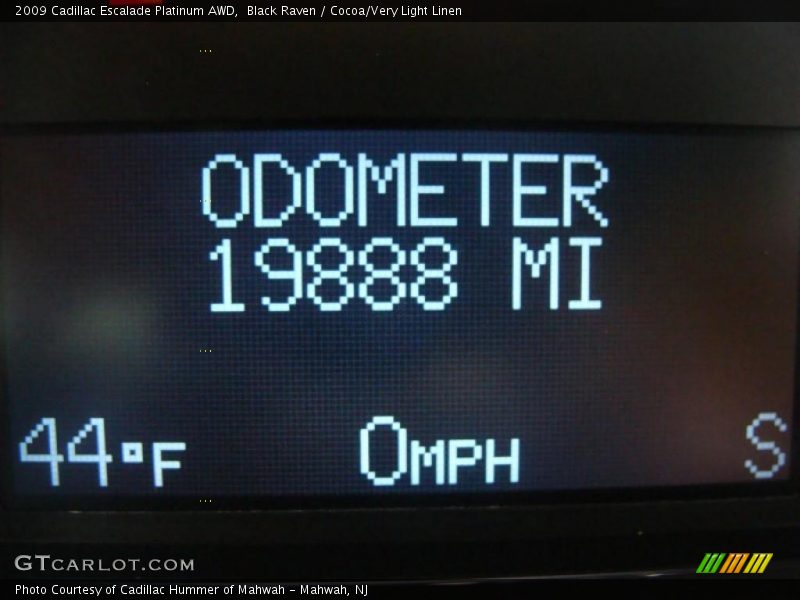 2009 Cadillac Escalade Platinum AWD,  Black Raven / Cocoa/Very Light Linen
ODOMETER
19888 MI
44°F 0MPH S
GTCARLOT.COM
Photo Courtesy of Cadillac Hummer of Mahwah - Mahwah, NJ